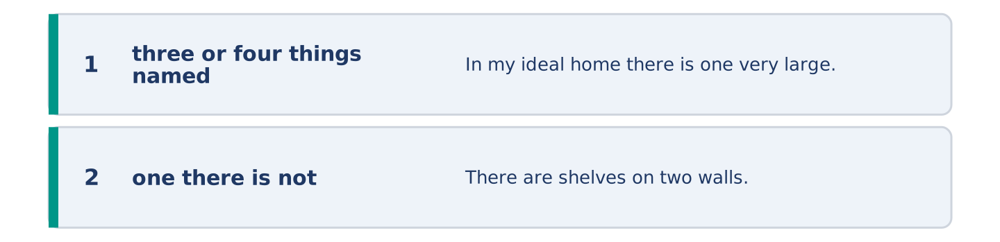 1
three or four things
named
In my ideal home there is one very large.
2
one there is not
There are shelves on two walls.